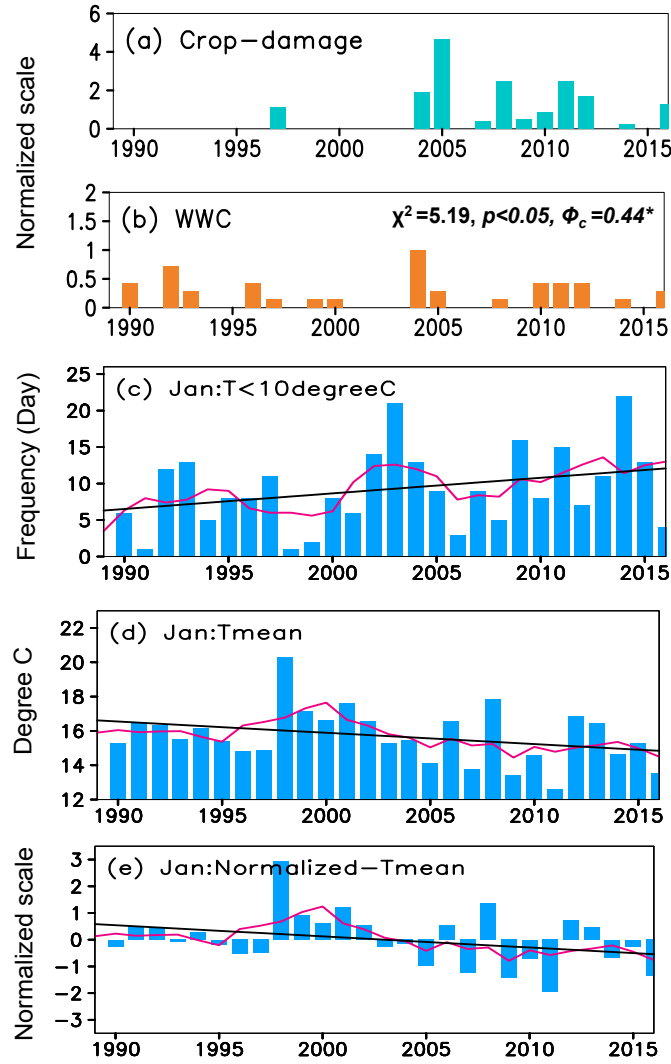 Normalized scale
(a) Crop-damage
6
4
2
0
1990 1995 2000 2005 2010 2015
(b) WWC
χ²=5.19, p<0.05, Φc=0.44*
2
1.5
1
0.5
0
1990 1995 2000 2005 2010 2015
Frequency (Day)
(c) Jan:T<10degreeC
25
20
15
10
5
0
1990 1995 2000 2005 2010 2015
Degree C
(d) Jan:Tmean
22
20
18
16
14
12
1990 1995 2000 2005 2010 2015
Normalized scale
(e) Jan:Normalized-Tmean
3
2
1
0
-1
-2
-3
1990 1995 2000 2005 2010 2015